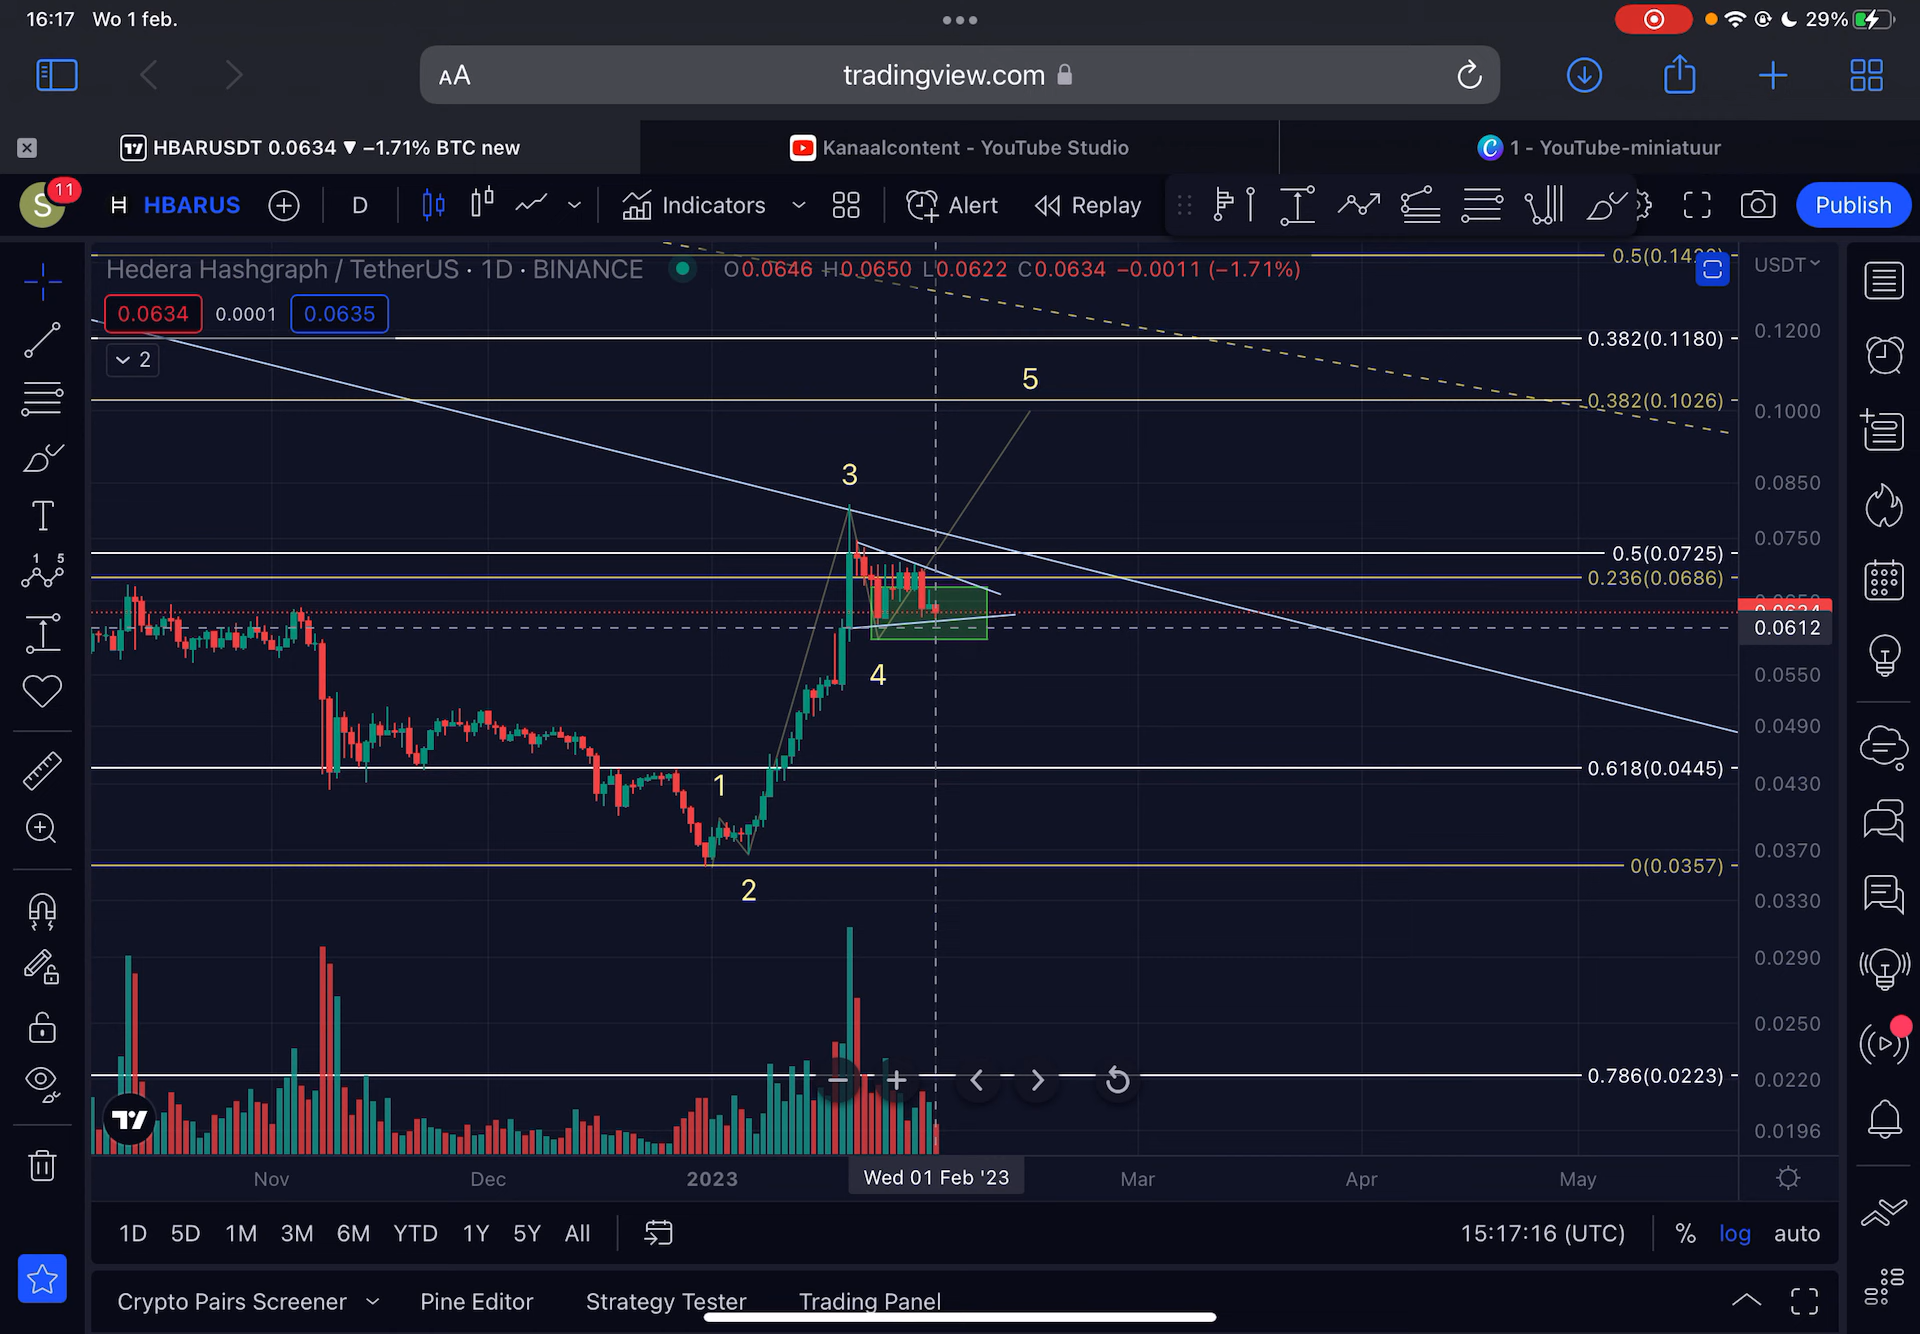 16:17 Wo 1 feb.
29%
AA
tradingview.com
HBARUSDT 0.0634 ▼ −1.71% BTC new
Kanaalcontent - YouTube Studio
1 - YouTube-miniatuur
S
11
H HBARUS
D
Indicators
Alert
Replay
Publish
Hedera Hashgraph / TetherUS · 1D · BINANCE
O0.0646 H0.0650 L0.0622 C0.0634 −0.0011 (−1.71%)
USDT
0.0634
0.0001
0.0635
2
0.1200
0.382(0.1180)
5
0.382(0.1026)
0.1000
3
0.0850
0.0750
0.5(0.0725)
0.236(0.0686)
0.0612
4
0.0550
0.0490
0.618(0.0445)
0.0430
1
0.0370
0(0.0357)
2
0.0330
0.0290
0.0250
0.786(0.0223)
0.0220
0.0196
Nov
Dec
2023
Wed 01 Feb '23
Mar
Apr
May
1D 5D 1M 3M 6M YTD 1Y 5Y All
15:17:16 (UTC)
%
log
auto
Crypto Pairs Screener
Pine Editor
Strategy Tester
Trading Panel